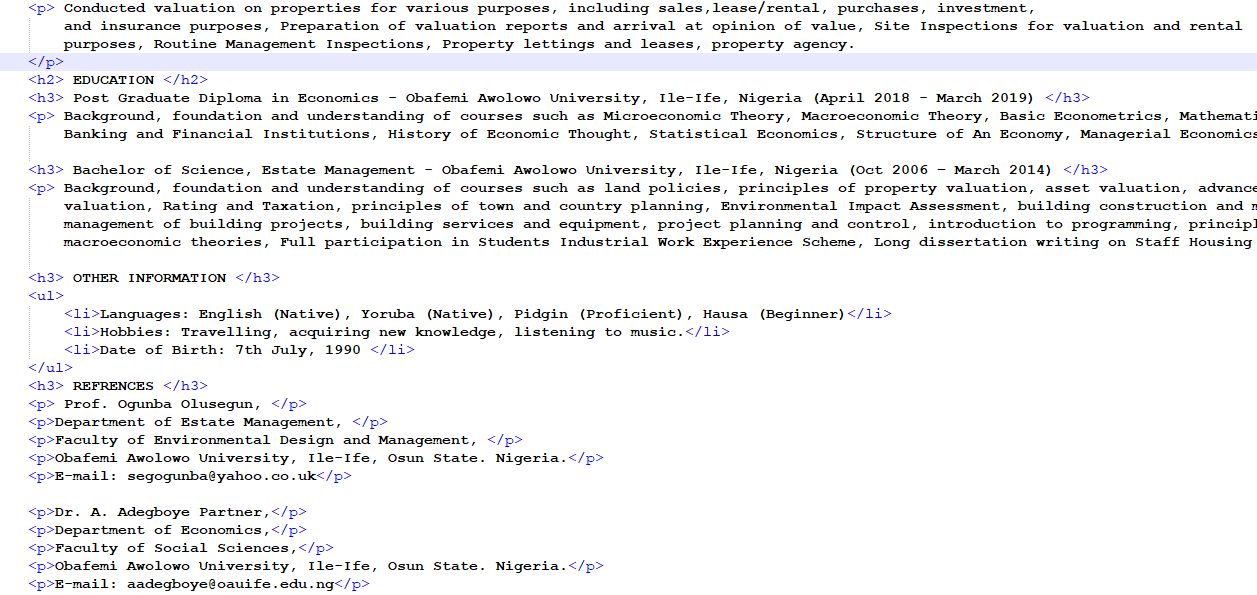 <p> Conducted valuation on properties for various purposes, including sales,lease/rental, purchases, investment,
and insurance purposes, Preparation of valuation reports and arrival at opinion of value, Site Inspections for valuation and rental
purposes, Routine Management Inspections, Property lettings and leases, property agency.
</p>
<h2> EDUCATION </h2>
<h3> Post Graduate Diploma in Economics - Obafemi Awolowo University, Ile-Ife, Nigeria (April 2018 - March 2019) </h3>
<p> Background, foundation and understanding of courses such as Microeconomic Theory, Macroeconomic Theory, Basic Econometrics, Mathemati
Banking and Financial Institutions, History of Economic Thought, Statistical Economics, Structure of An Economy, Managerial Economics
<h3> Bachelor of Science, Estate Management - Obafemi Awolowo University, Ile-Ife, Nigeria (Oct 2006 – March 2014) </h3>
<p> Background, foundation and understanding of courses such as land policies, principles of property valuation, asset valuation, advance
valuation, Rating and Taxation, principles of town and country planning, Environmental Impact Assessment, building construction and m
management of building projects, building services and equipment, project planning and control, introduction to programming, principl
macroeconomic theories, Full participation in Students Industrial Work Experience Scheme, Long dissertation writing on Staff Housing
<h3> OTHER INFORMATION </h3>
<ul>
<li>Languages: English (Native), Yoruba (Native), Pidgin (Proficient), Hausa (Beginner)</li>
<li>Hobbies: Travelling, acquiring new knowledge, listening to music.</li>
<li>Date of Birth: 7th July, 1990 </li>
</ul>
<h3> REFRENCES </h3>
<p> Prof. Ogunba Olusegun, </p>
<p>Department of Estate Management, </p>
<p>Faculty of Environmental Design and Management, </p>
<p>Obafemi Awolowo University, Ile-Ife, Osun State. Nigeria.</p>
<p>E-mail: segogunba@yahoo.co.uk</p>
<p>Dr. A. Adegboye Partner,</p>
<p>Department of Economics,</p>
<p>Faculty of Social Sciences,</p>
<p>Obafemi Awolowo University, Ile-Ife, Osun State. Nigeria.</p>
<p>E-mail: aadegboye@oauife.edu.ng</p>